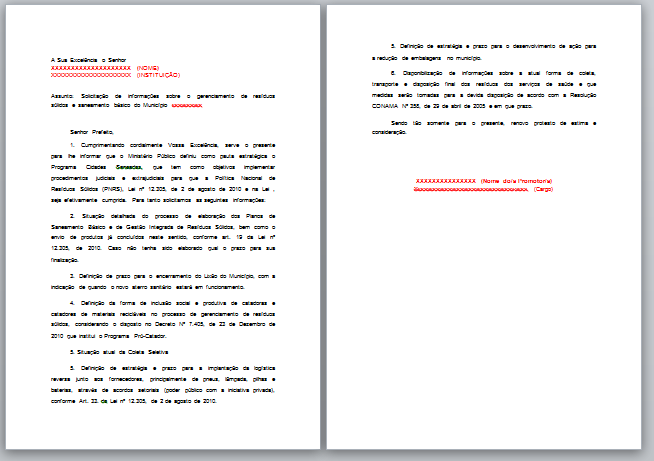 A Sua Excelência o Senhor
XXXXXXXXXXXXXXXXXXXX (NOME)
XXXXXXXXXXXXXXXXXXXX (INSTITUIÇÃO)
Assunto: Solicitação de informações sobre o gerenciamento de resíduos
sólidos e saneamento básico do Município xxxxxxxxx
Senhor Prefeito,
1. Cumprimentando cordialmente Vossa Excelência, serve o presente
para lhe informar que o Ministério Público definiu como pauta estratégica o
Programa Cidades Saneadas, que tem como objetivos implementar
procedimentos judiciais e extrajudiciais para que a Política Nacional de
Resíduos Sólidos (PNRS), Lei nº 12.305, de 2 de agosto de 2010 e na Lei ,
seja efetivamente cumprida. Para tanto solicitamos as seguintes informações.
2. Situação detalhada do processo de elaboração dos Planos de
Saneamento Básico e de Gestão Integrada de Resíduos Sólidos, bem como o
envio de produtos já concluídos neste sentido, conforme art. 19 da Lei nº
12.305, de 2010. Caso não tenha sido elaborado qual o prazo para sua
finalização.
3. Definição de prazo para o encerramento do Lixão do Município, com a
indicação de quando o novo aterro sanitário estará em funcionamento.
4. Definição da forma de inclusão social e produtiva de catadoras e
catadores de materiais recicláveis no processo de gerenciamento de resíduos
sólidos, considerando o disposto no Decreto Nº 7.405, de 23 de Dezembro de
2010 que institui o Programa Pró-Catador.
5. Situação atual da Coleta Seletiva
5. Definição de estratégia e prazo para a implantação da logística
reversa junto aos fornecedores, principalmente de pneus, lâmpada, pilhas e
baterias, através de acordos setoriais (poder público com a iniciativa privada),
conforme Art. 33. da Lei nº 12.305, de 2 de agosto de 2010.
5. Definição de estratégia e prazo para o desenvolvimento de ação para
a redução de embalagens no município.
6. Disponibilização de informações sobre a atual forma de coleta,
transporte e disposição final dos resíduos dos serviços de saúde e que
medidas serão tomadas para a devida disposição de acordo com a Resolução
CONAMA Nº 358, de 29 de abril de 2005 e em que prazo.
Sendo tão somente para o presente, renovo protesto de estima e
consideração.
XXXXXXXXXXXXXXX (Nome do/a Promotor/a)
Xxxxxxxxxxxxxxxxxxxxxxxxxxxxxxxxx (Cargo)